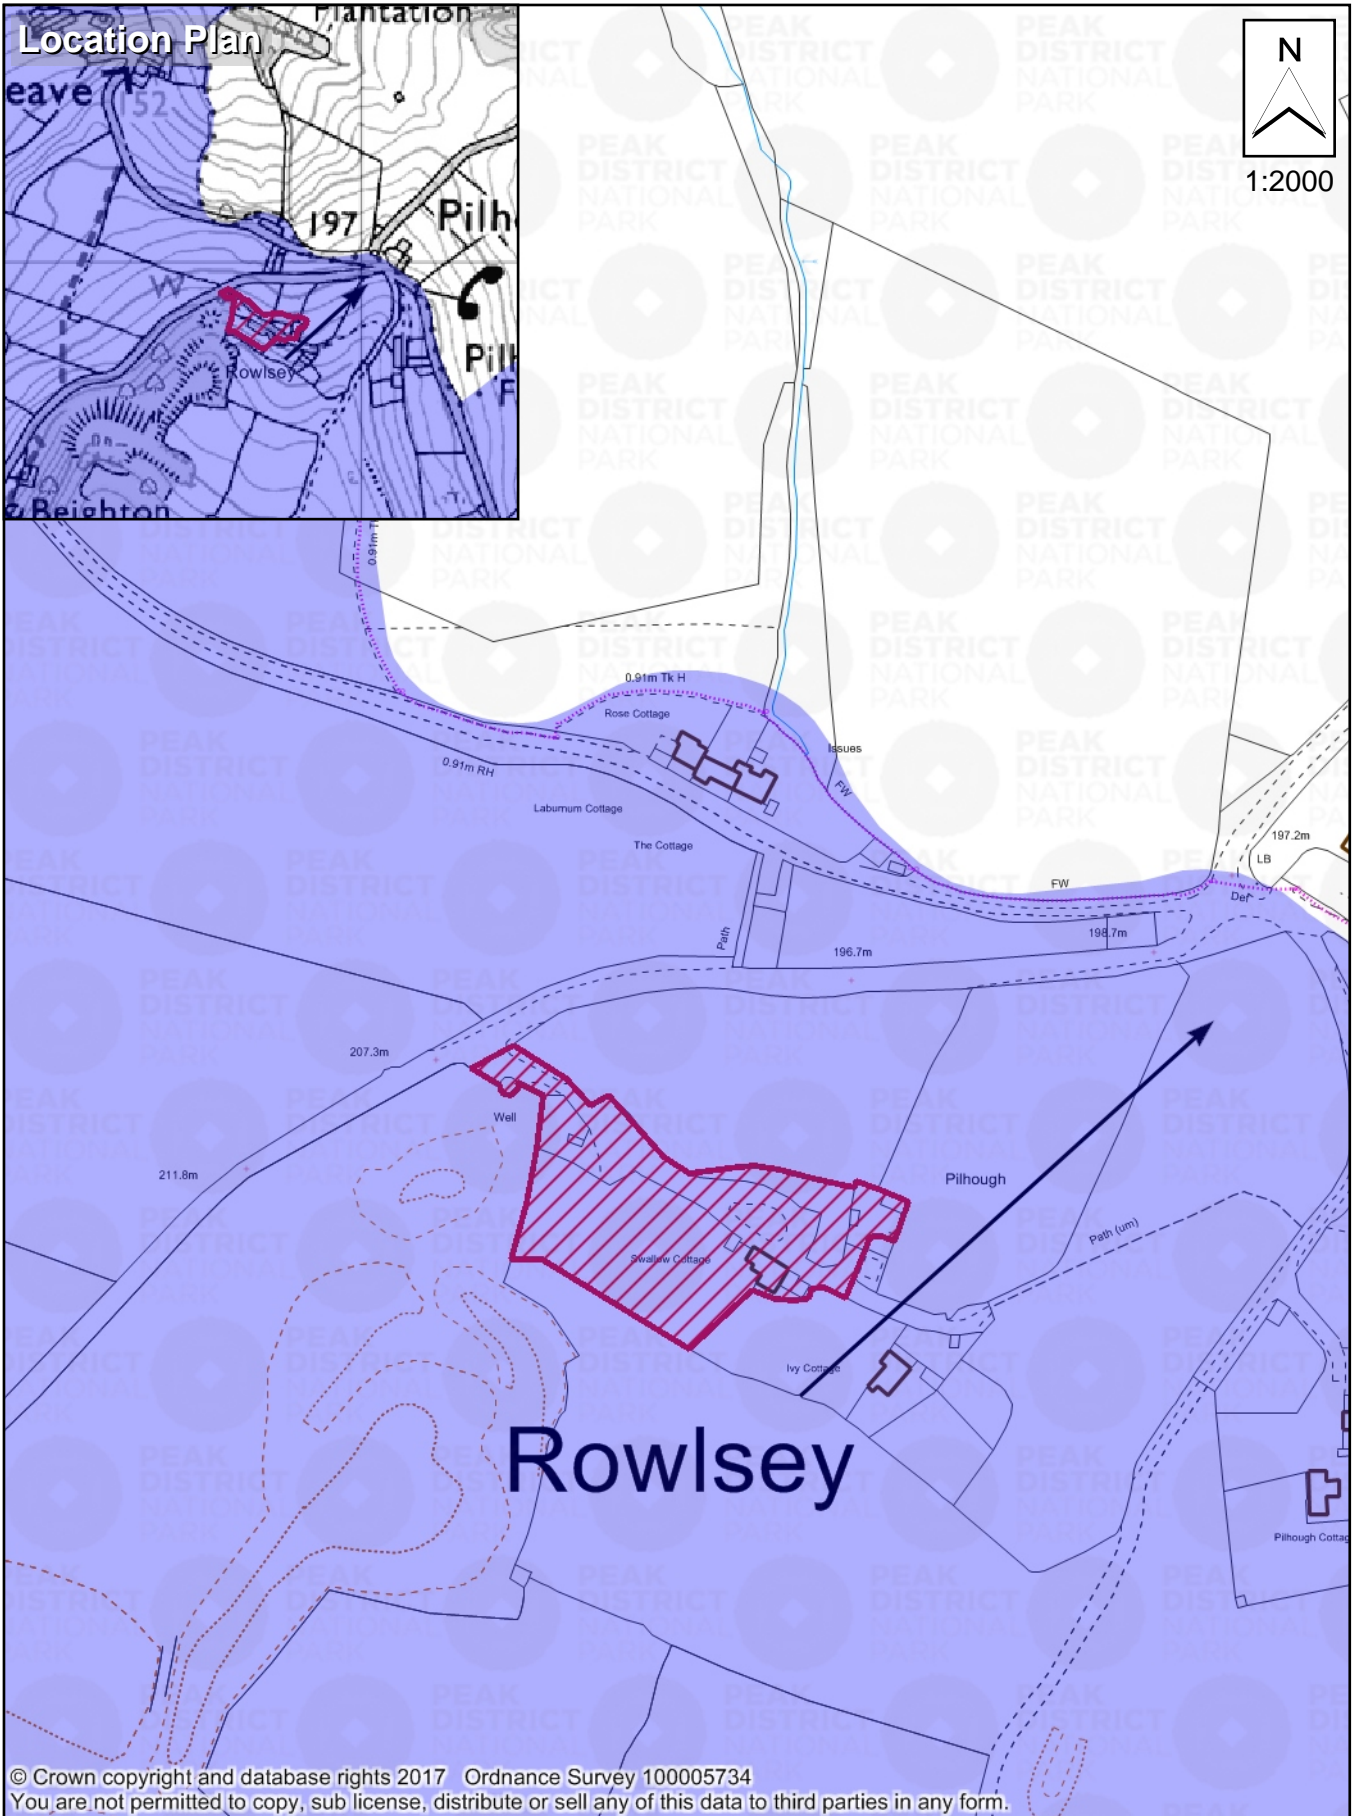 Location Plan
Plantation
eave
152
197
Pilh
W
Rowlsey
Pilh
F
Beighton
N
1:2000
PEAK
DISTRICT
NATIONAL
PARK
0.91m T
0.91m Tk H
Rose Cottage
Issues
0.91m RH
FW
Laburnum Cottage
197.2m
The Cottage
LB
FW
Def
Path
198.7m
196.7m
207.3m
Well
211.8m
Pilhough
Path (um)
Swallow Cottage
Ivy Cottage
Rowlsey
Pilhough Cottag
© Crown copyright and database rights 2017 Ordnance Survey 100005734
You are not permitted to copy, sub license, distribute or sell any of this data to third parties in any form.